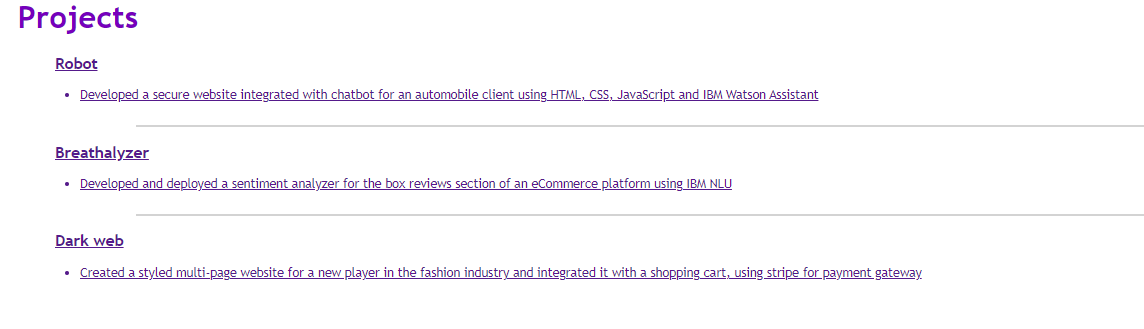 Projects
Robot
• Developed a secure website integrated with chatbot for an automobile client using HTML, CSS, JavaScript and IBM Watson Assistant
Breathalyzer
• Developed and deployed a sentiment analyzer for the box reviews section of an eCommerce platform using IBM NLU
Dark web
• Created a styled multi-page website for a new player in the fashion industry and integrated it with a shopping cart, using stripe for payment gateway